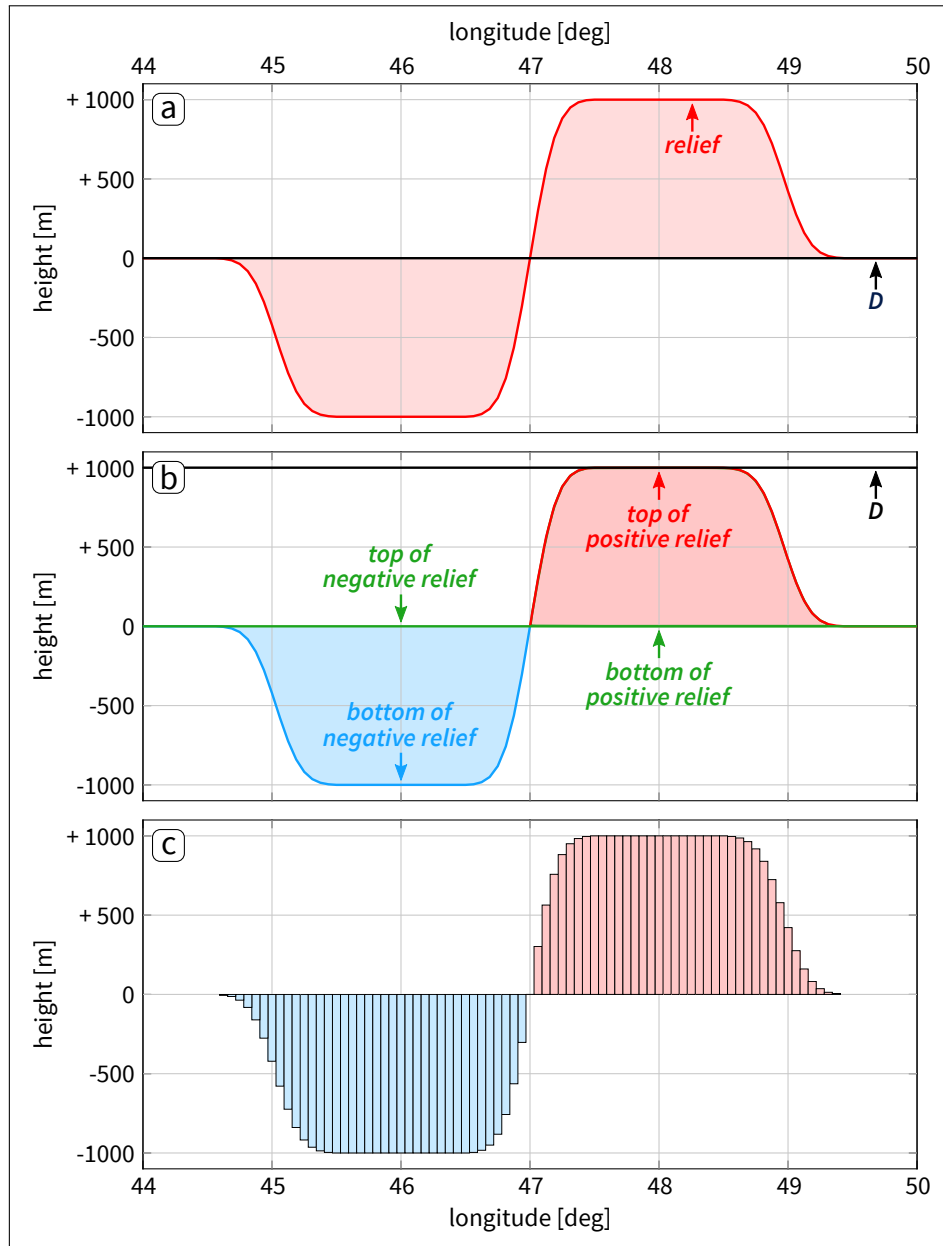 longitude [deg]
44 45 46 47 48 49 50
a
+ 1000
+ 500
0
-500
-1000
height [m]
relief
D
b
+ 1000
+ 500
0
-500
-1000
height [m]
top of
negative relief
bottom of
negative relief
top of
positive relief
bottom of
positive relief
D
c
+ 1000
+ 500
0
-500
-1000
height [m]
44 45 46 47 48 49 50
longitude [deg]